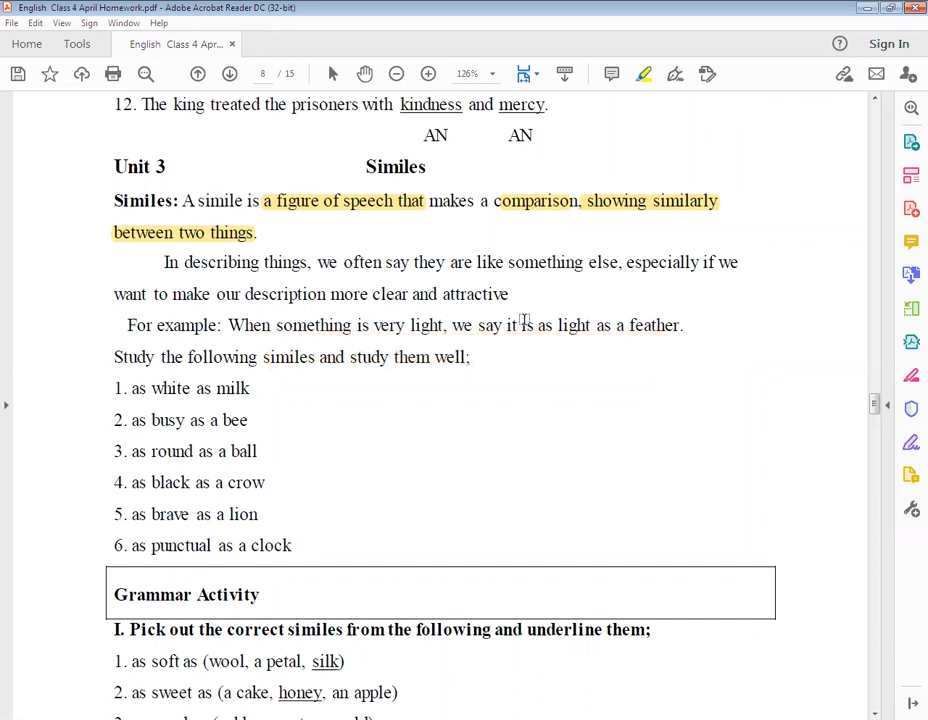 English Class 4 April Homework.pdf - Adobe Acrobat Reader DC (32-bit)
File Edit View Sign Window Help
Home Tools English Class 4 Apr... × Sign In
8 / 15 126%
12. The king treated the prisoners with kindness and mercy.
AN AN
Unit 3 Similes
Similes: A simile is a figure of speech that makes a comparison, showing similarly
between two things.
In describing things, we often say they are like something else, especially if we
want to make our description more clear and attractive
For example: When something is very light, we say it is as light as a feather.
Study the following similes and study them well;
1. as white as milk
2. as busy as a bee
3. as round as a ball
4. as black as a crow
5. as brave as a lion
6. as punctual as a clock
Grammar Activity
I. Pick out the correct similes from the following and underline them;
1. as soft as (wool, a petal, silk)
2. as sweet as (a cake, honey, an apple)